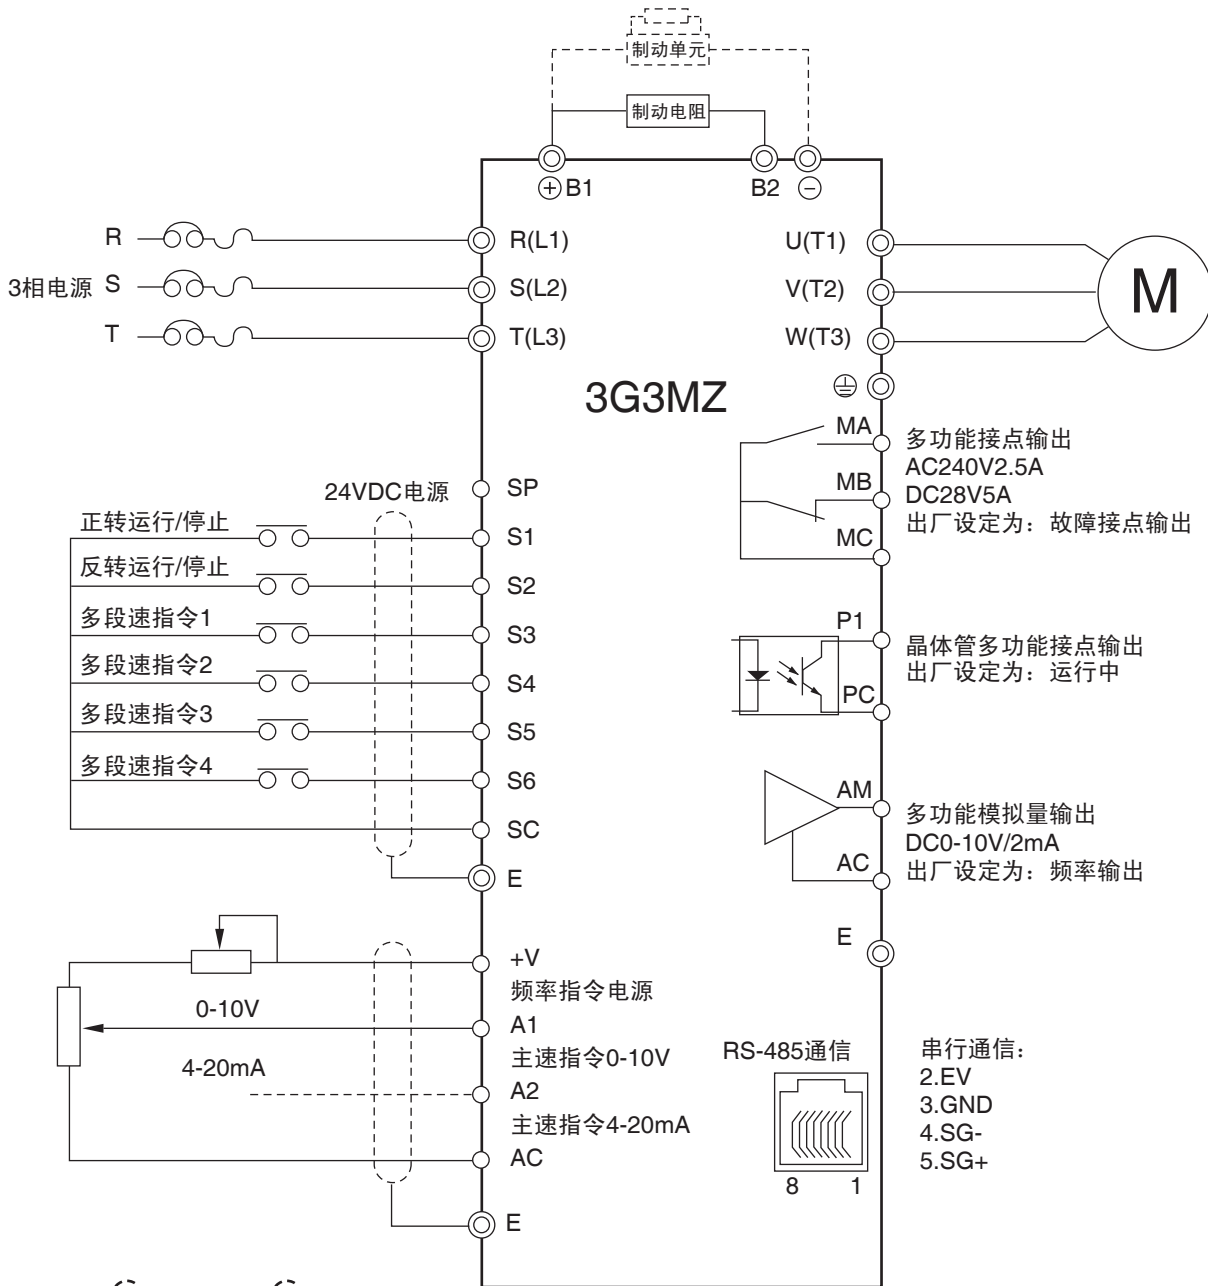 制动单元
制动电阻
B1
B2
R
R(L1)
U(T1)
3相电源
S
S(L2)
V(T2)
M
T
T(L3)
W(T3)
3G3MZ
MA
多功能接点输出
AC240V2.5A
MB
DC28V5A
出厂设定为：故障接点输出
MC
24VDC电源
SP
正转运行/停止
S1
反转运行/停止
S2
多段速指令1
S3
多段速指令2
S4
多段速指令3
S5
多段速指令4
S6
SC
E
P1
晶体管多功能接点输出
出厂设定为：运行中
PC
AM
多功能模拟量输出
DC0-10V/2mA
AC
出厂设定为：频率输出
E
+V
频率指令电源
0-10V
A1
主速指令0-10V
4-20mA
A2
主速指令4-20mA
AC
E
RS-485通信
8
1
串行通信：
2.EV
3.GND
4.SG-
5.SG+